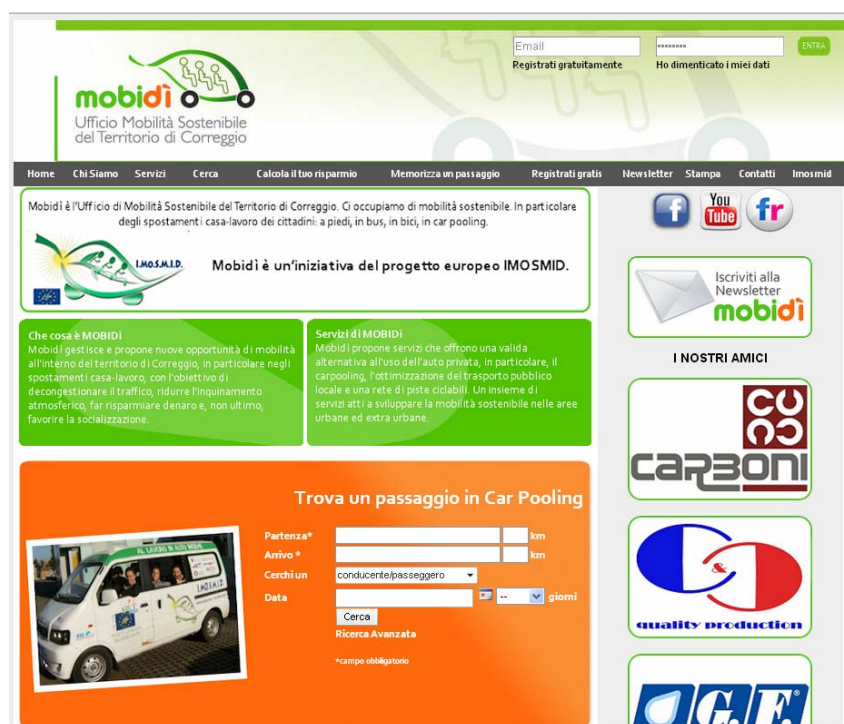 Email
••••••••
ENTRA
Registrati gratuitamente
Ho dimenticato i miei dati
mobidì
Ufficio Mobilità Sostenibile
del Territorio di Correggio
Home Chi Siamo Servizi Cerca Calcola il tuo risparmio Memorizza un passaggio Registrati gratis Newsletter Stampa Contatti Imosmid
Mobidì è l'Ufficio di Mobilità Sostenibile del Territorio di Correggio. Ci occupiamo di mobilità sostenibile. In particolare
degli spostamenti casa-lavoro dei cittadini: a piedi, in bus, in bici, in car pooling.
I.MO.S.M.I.D.
Mobidì è un'iniziativa del progetto europeo IMOSMID.
f
You
Tube
fr
Iscriviti alla
Newsletter
mobidì
Che cosa è MOBIDì
Mobidì gestisce e propone nuove opportunità di mobilità
all'interno del territorio di Correggio, in particolare negli
spostamenti casa-lavoro, con l'obiettivo di
decongestionare il traffico, ridurre l'inquinamento
atmosferico, far risparmiare denaro e, non ultimo,
favorire la socializzazione.
Servizi di MOBIDì
Mobidì propone servizi che offrono una valida
alternativa all'uso dell'auto privata, in particolare, il
carpooling, l'ottimizzazione del trasporto pubblico
locale e una rete di piste ciclabili. Un insieme di
servizi atti a sviluppare la mobilità sostenibile nelle aree
urbane ed extra urbane.
I NOSTRI AMICI
CARBONI
Trova un passaggio in Car Pooling
Partenza* km
Arrivo * km
Cerchi un conducente/passeggero
Data -- giorni
Cerca
Ricerca Avanzata
*campo obbligatorio
AL LAVORO IN AUTO INSIEME
I.MO.S.M.I.D
&
quality production
G.F.